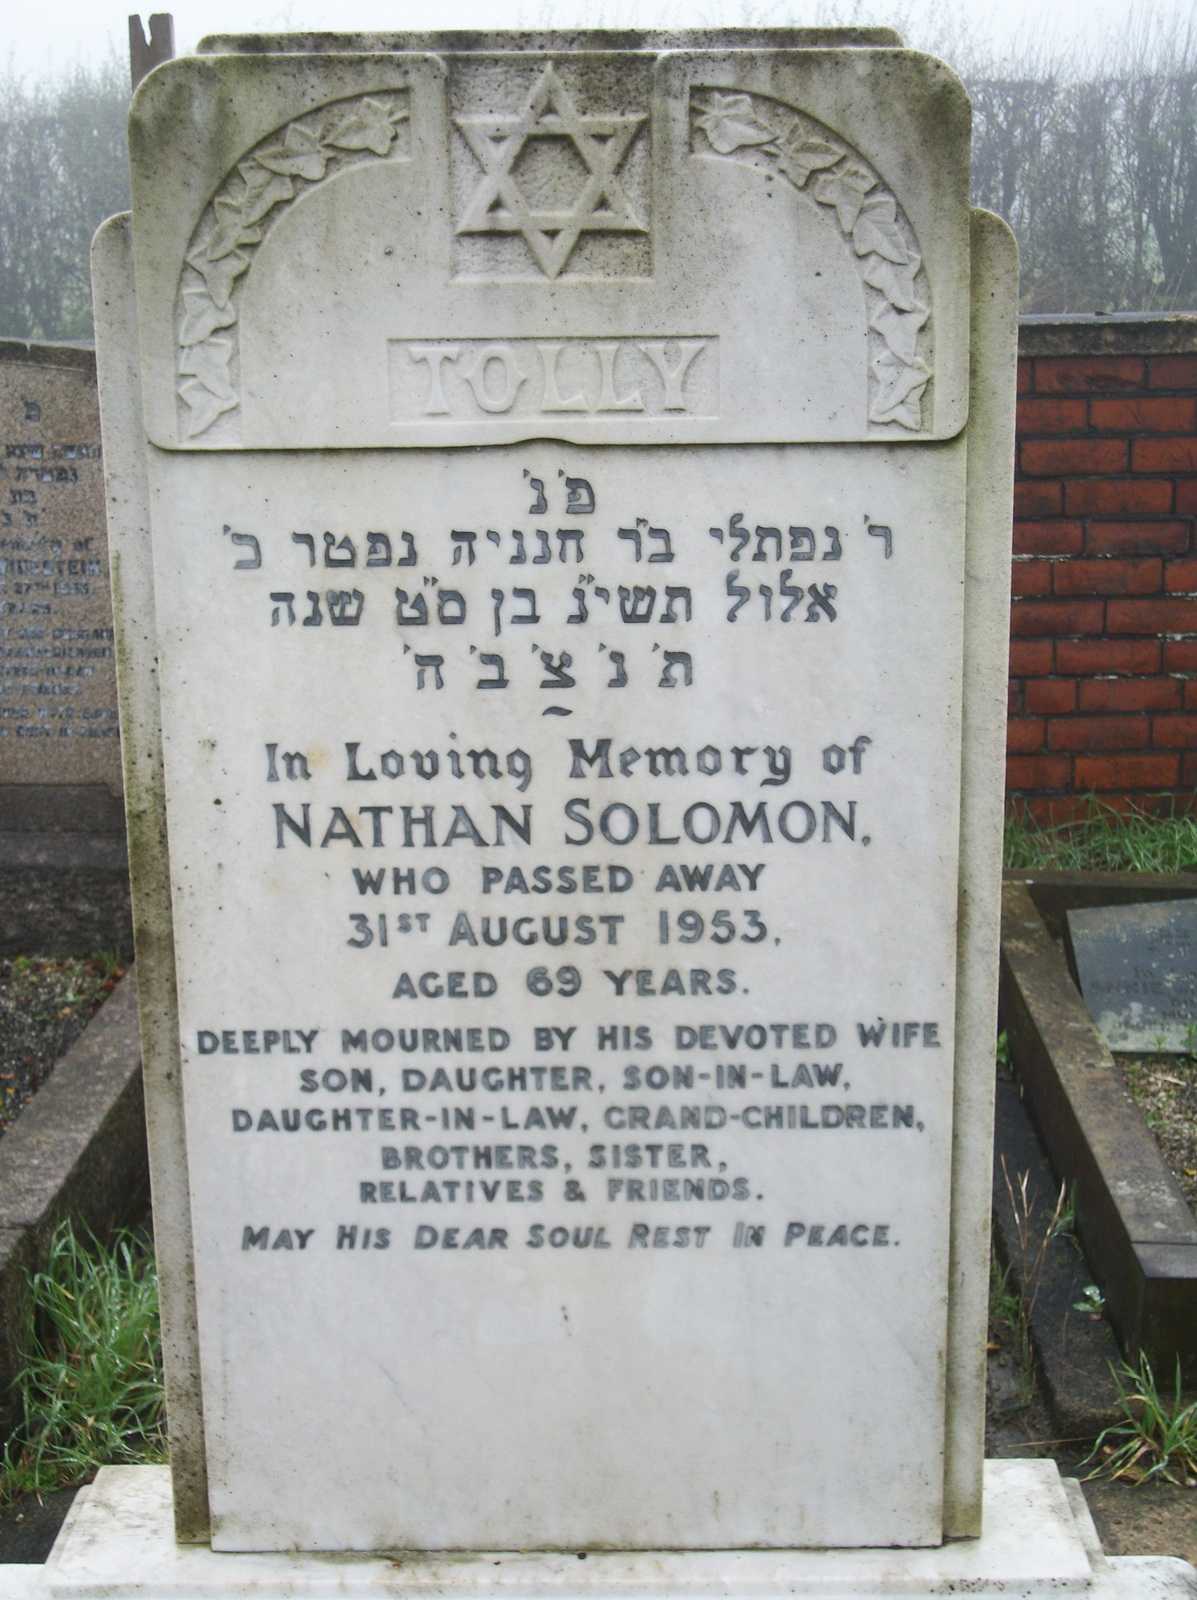 TOLLY
פ' נ'
ר' נפתלי ב"ר חנניה נפטר כ'
אלול תשי"ג בן ס"ט שנה
ת' נ' צ' ב' ה'
In Loving Memory of
NATHAN SOLOMON,
WHO PASSED AWAY
31ST AUGUST 1953,
AGED 69 YEARS.
DEEPLY MOURNED BY HIS DEVOTED WIFE
SON, DAUGHTER, SON-IN-LAW,
DAUGHTER-IN-LAW, GRAND-CHILDREN,
BROTHERS, SISTER,
RELATIVES & FRIENDS.
MAY HIS DEAR SOUL REST IN PEACE.